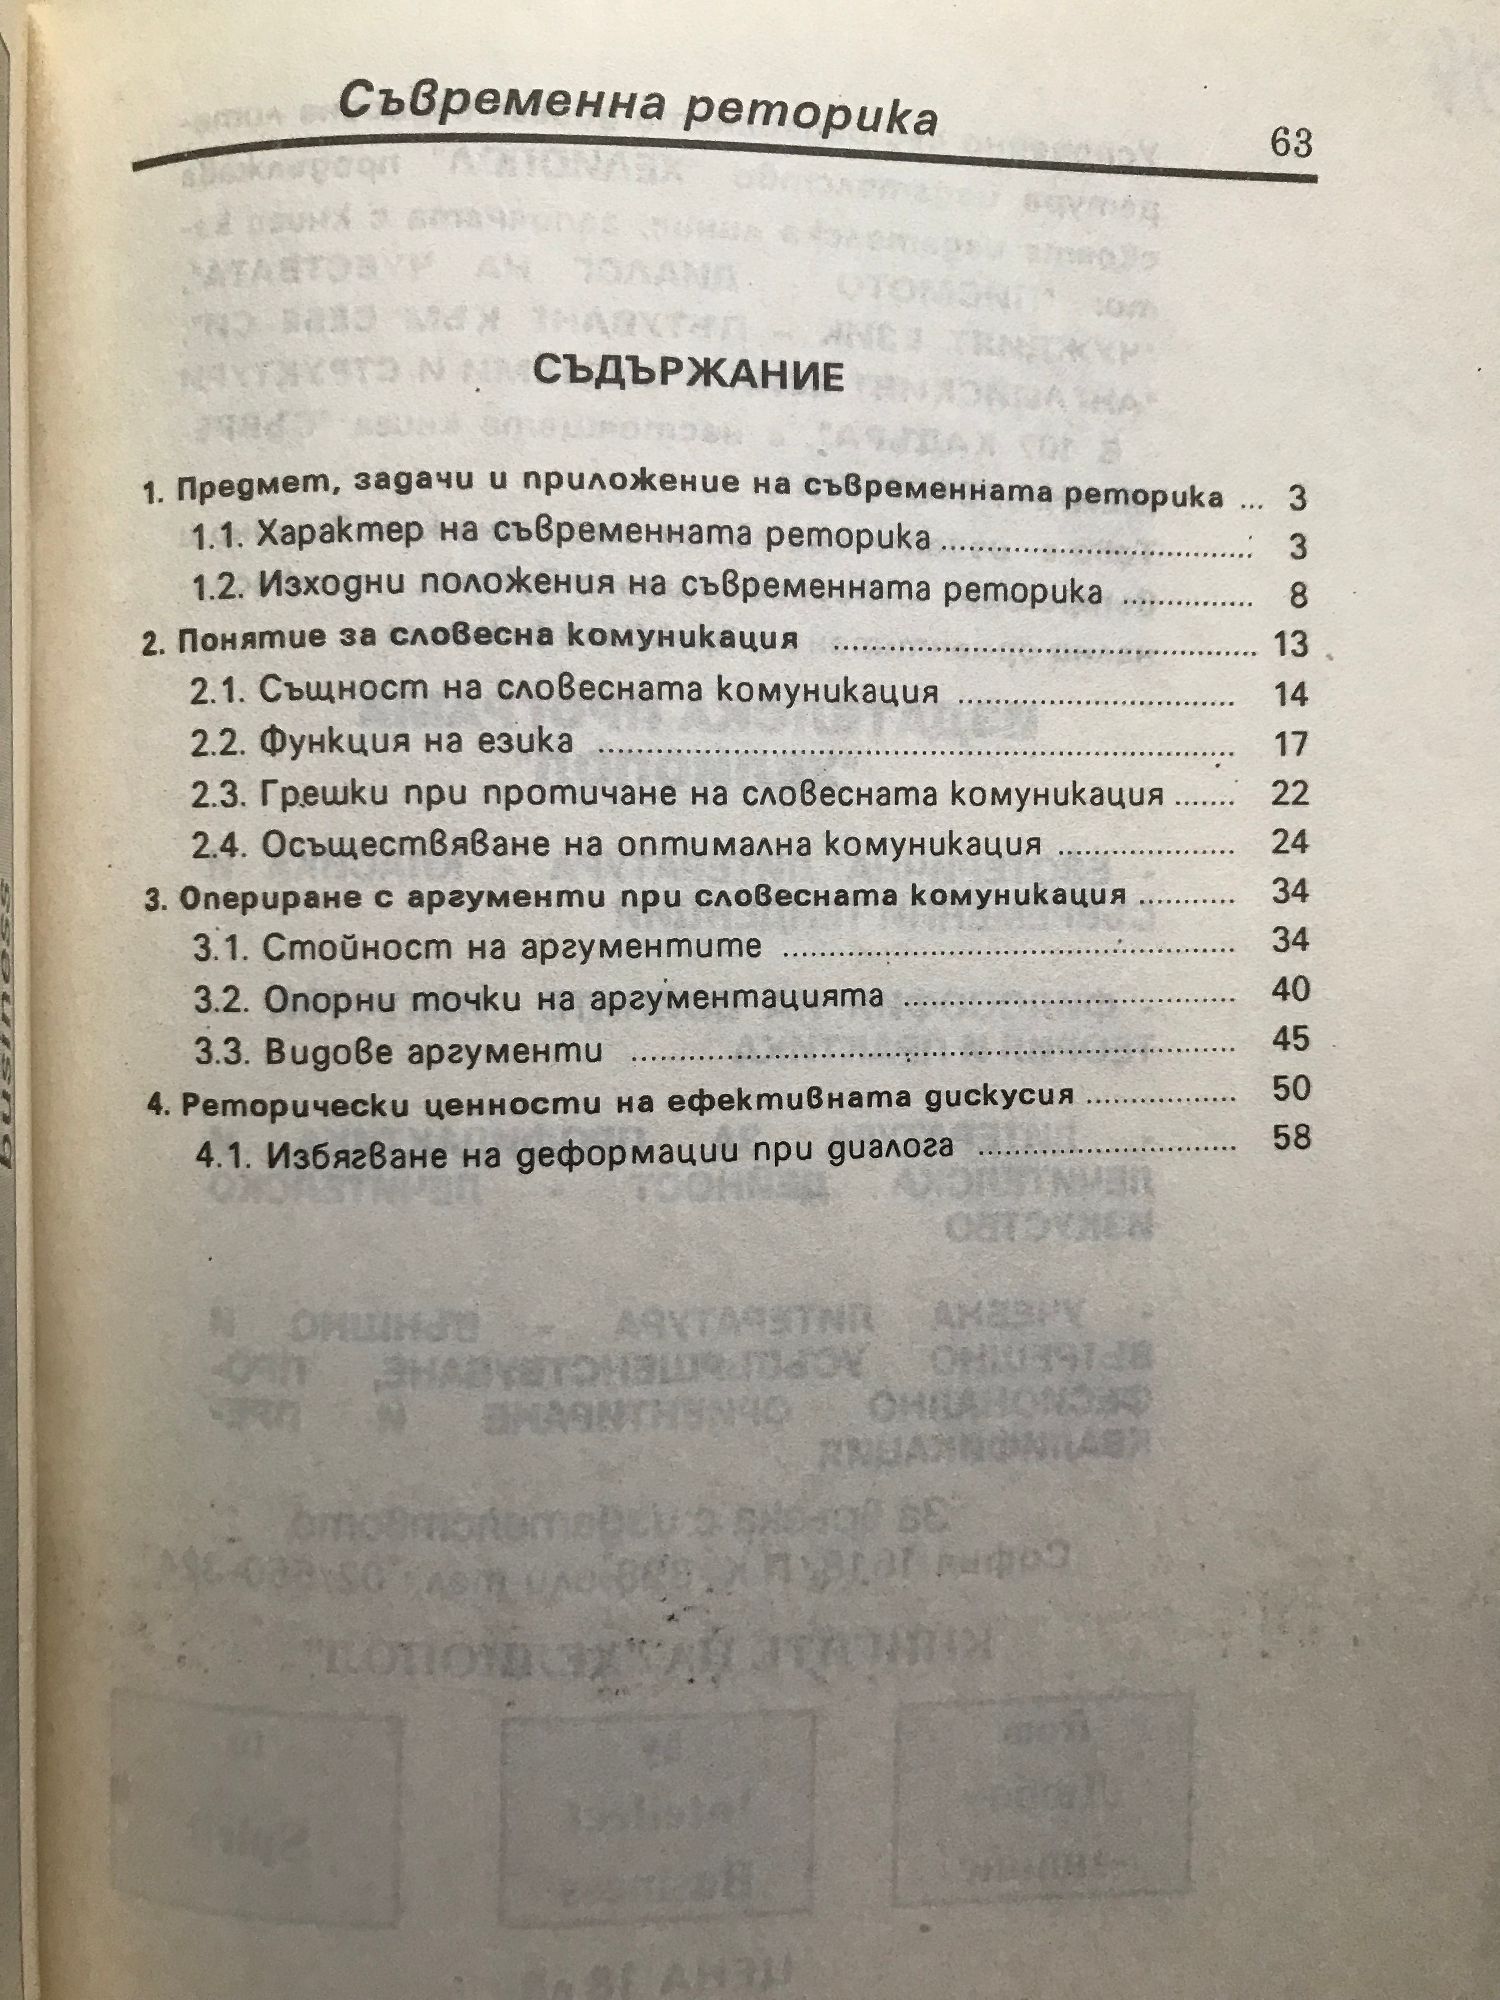 Съвременна реторика
63
СЪДЪРЖАНИЕ
1. Предмет, задачи и приложение на съвременната реторика ... 3
1.1. Характер на съвременната реторика ........ 3
1.2. Изходни положения на съвременната реторика ........ 8
2. Понятие за словесна комуникация ........ 13
2.1. Същност на словесната комуникация ........ 14
2.2. Функция на езика ........ 17
2.3. Грешки при протичане на словесната комуникация ....... 22
2.4. Осъществяване на оптимална комуникация ........ 24
3. Опериране с аргументи при словесната комуникация ........ 34
3.1. Стойност на аргументите ........ 34
3.2. Опорни точки на аргументацията ........ 40
3.3. Видове аргументи ........ 45
4. Реторически ценности на ефективната дискусия ........ 50
4.1. Избягване на деформации при диалога ........ 58
business